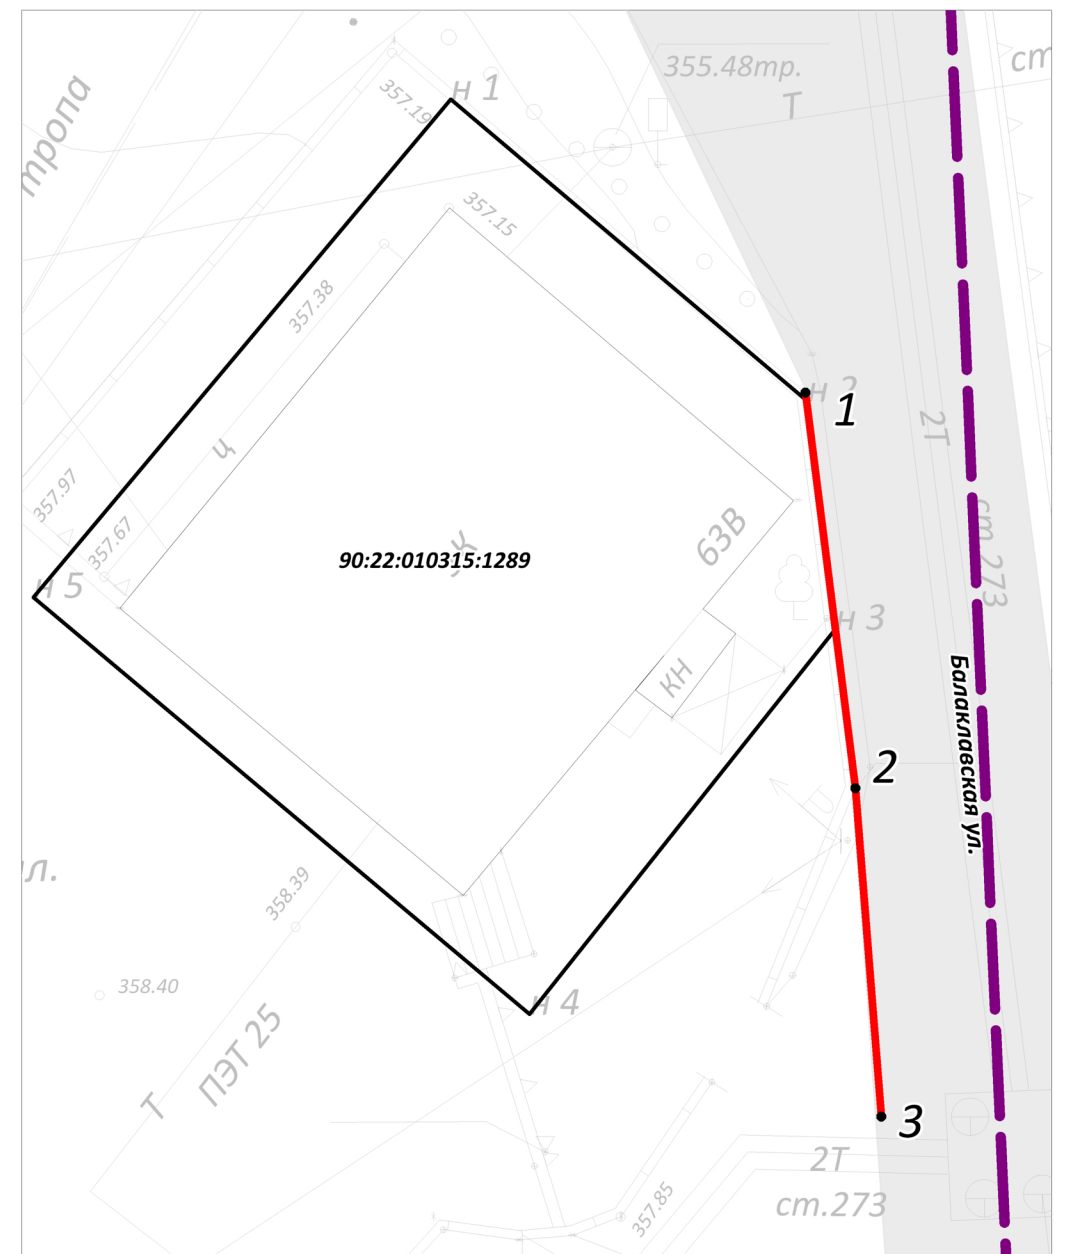 355.48тр.
Т
ст
тропа
н 1
357.19
357.15
357.38
н 2
1
2Т
ц
357.97
357.67
63В
ст.273
90:22:010315:1289
н 5
н 3
КН
Балаклавская ул.
2
л.
358.39
358.40
н 4
ПЭТ 25
Т
3
2Т
ст.273
357.85